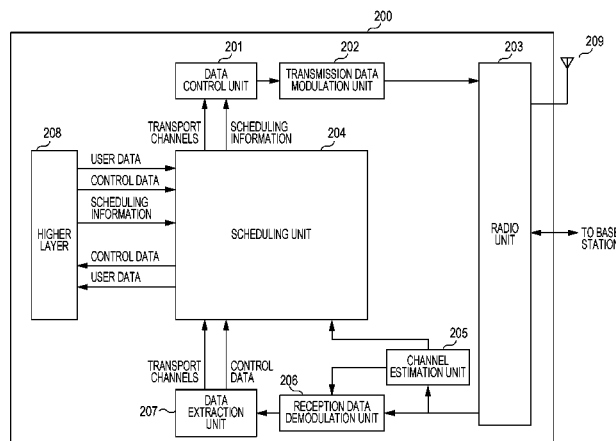 200
209
201
202
203
DATA
CONTROL UNIT
TRANSMISSION DATA
MODULATION UNIT
TRANSPORT
CHANNELS
SCHEDULING
INFORMATION
204
208
USER DATA
CONTROL DATA
SCHEDULING
INFORMATION
CONTROL DATA
USER DATA
HIGHER
LAYER
SCHEDULING UNIT
RADIO
UNIT
TO BASE
STATION
TRANSPORT
CHANNELS
CONTROL
DATA
205
CHANNEL
ESTIMATION UNIT
206
207
DATA
EXTRACTION
UNIT
RECEPTION DATA
DEMODULATION UNIT